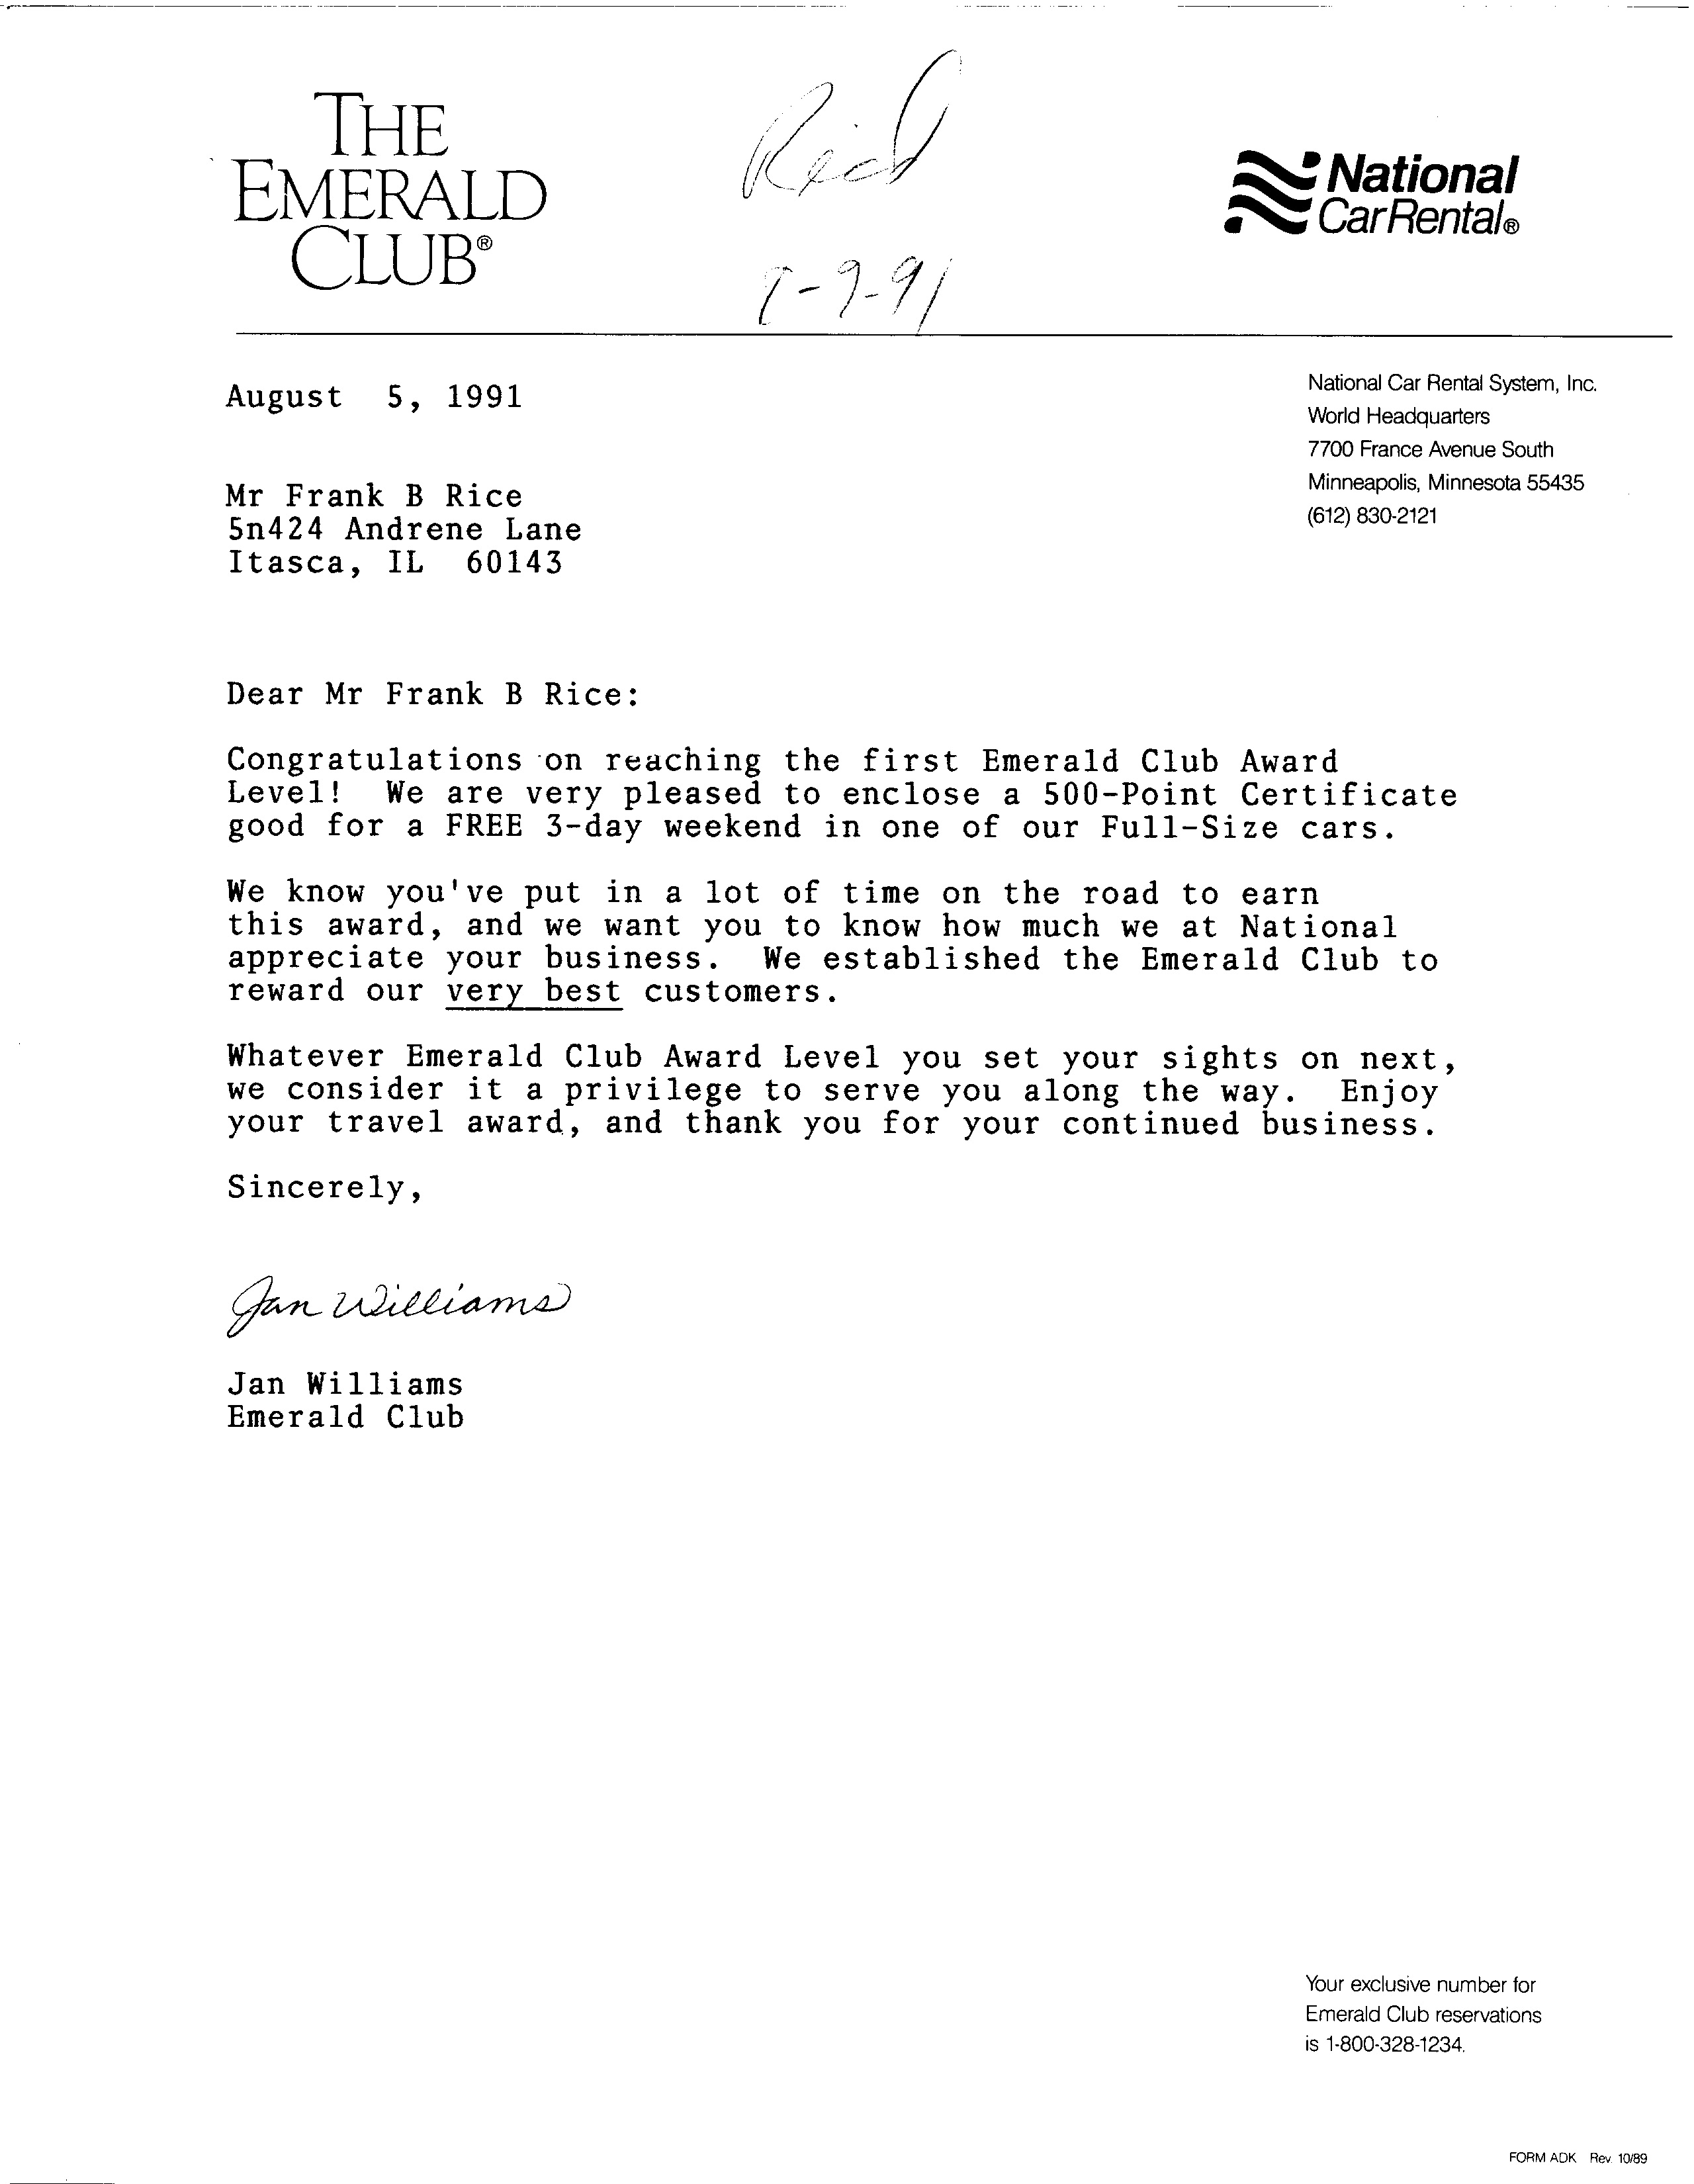 THE
EMERALD
CLUB®
Recd
National
CarRental®
August 5, 1991
National Car Rental System, Inc.
World Headquarters
7700 France Avenue South
Minneapolis, Minnesota 55435
(612) 830-2121
Mr Frank B Rice
5n424 Andrene Lane
Itasca, IL 60143
Dear Mr Frank B Rice:
Congratulations on reaching the first Emerald Club Award
Level! We are very pleased to enclose a 500-Point Certificate
good for a FREE 3-day weekend in one of our Full-Size cars.
We know you've put in a lot of time on the road to earn
this award, and we want you to know how much we at National
appreciate your business. We established the Emerald Club to
reward our very best customers.
Whatever Emerald Club Award Level you set your sights on next,
we consider it a privilege to serve you along the way. Enjoy
your travel award, and thank you for your continued business.
Sincerely,
Jan Williams
Jan Williams
Emerald Club
Your exclusive number for
Emerald Club reservations
is 1-800-328-1234.
FORM ADK Rev. 10/89